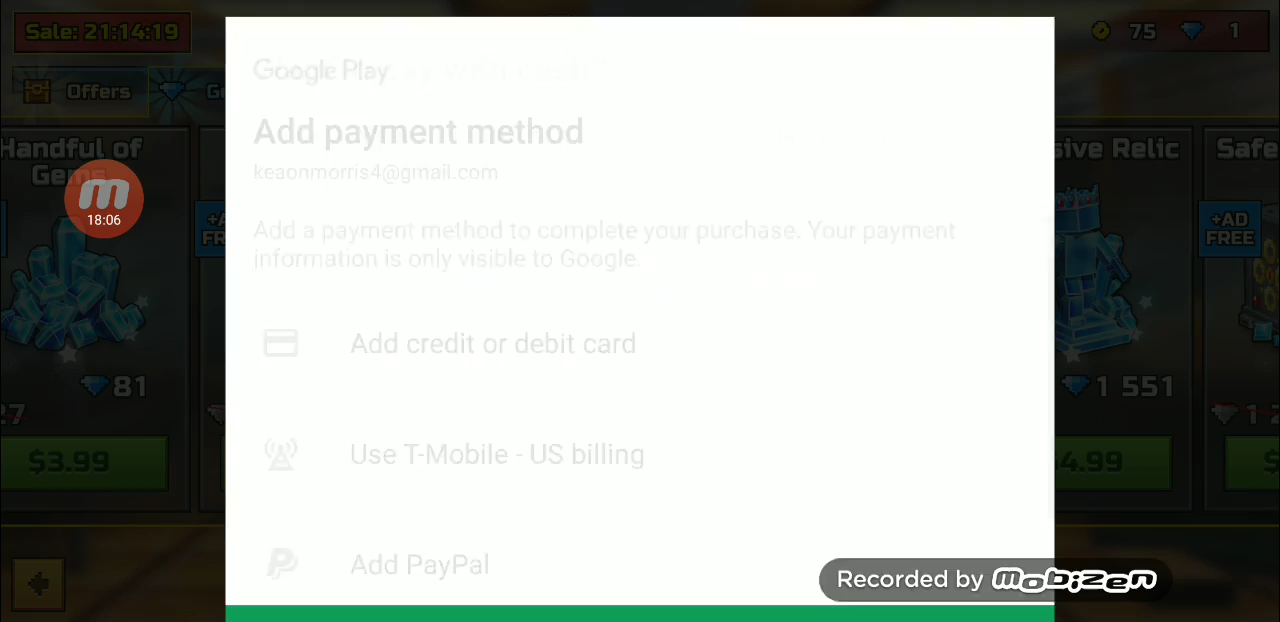 Sale: 21:14:19
75
1
Offers
Handful of
Gems
18:06
81
$3.99
Google Play
Add payment method
keaonmorris4@gmail.com
Add a payment method to complete your purchase. Your payment
information is only visible to Google.
Add credit or debit card
Use T-Mobile - US billing
Add PayPal
Relic
1 551
4.99
Safe
+AD
FREE
Recorded by mobizen